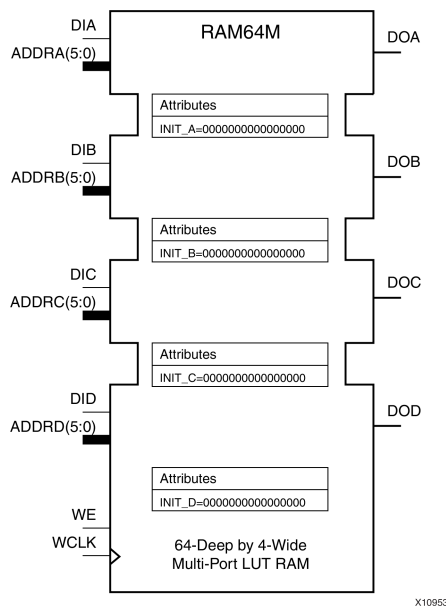 RAM64M
DIA
DOA
ADDRA(5:0)
Attributes
INIT_A=0000000000000000
DIB
DOB
ADDRB(5:0)
Attributes
INIT_B=0000000000000000
DIC
DOC
ADDRC(5:0)
Attributes
INIT_C=0000000000000000
DID
DOD
ADDRD(5:0)
Attributes
INIT_D=0000000000000000
WE
WCLK
64-Deep by 4-Wide
Multi-Port LUT RAM
X10953